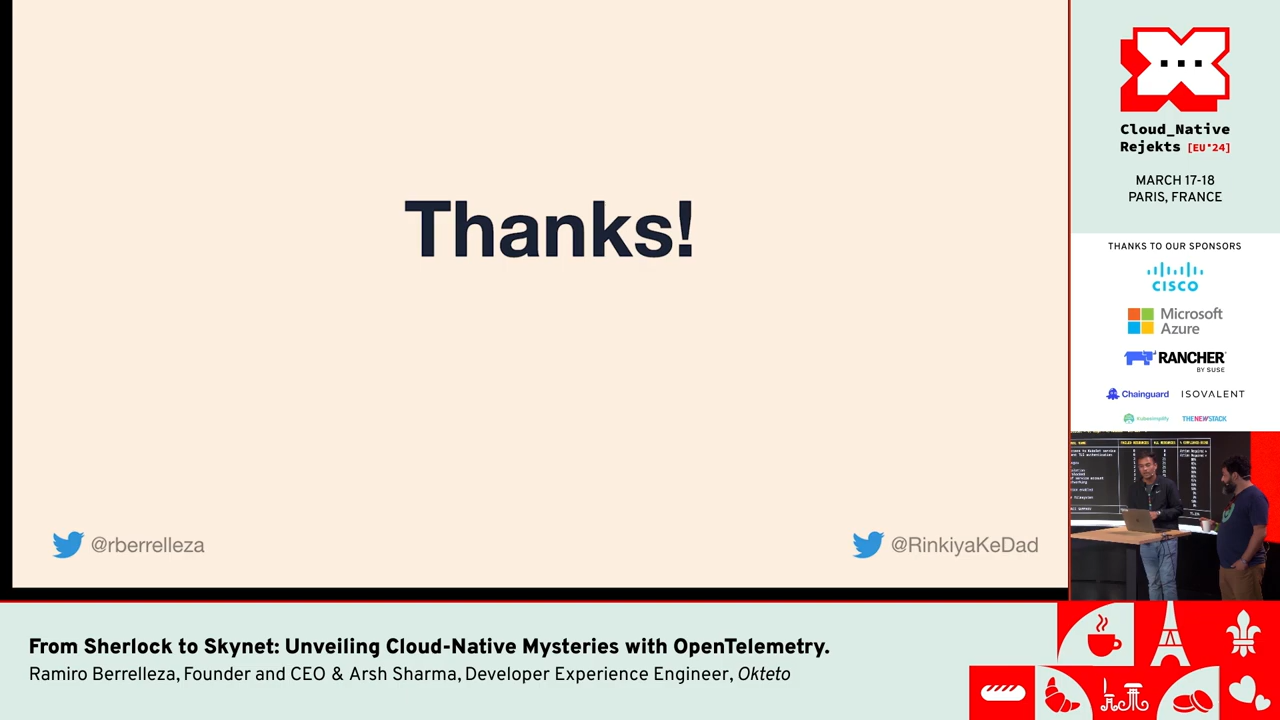 Thanks!
@rberrelleza
@RinkiyaKeDad
Cloud_Native
Rejekts [EU'24]
MARCH 17-18
PARIS, FRANCE
THANKS TO OUR SPONSORS
CISCO
Microsoft
Azure
RANCHER
BY SUSE
Chainguard
ISOVALENT
kubesimplify
THENEWSTACK
From Sherlock to Skynet: Unveiling Cloud-Native Mysteries with OpenTelemetry.
Ramiro Berrelleza, Founder and CEO & Arsh Sharma, Developer Experience Engineer, Okteto